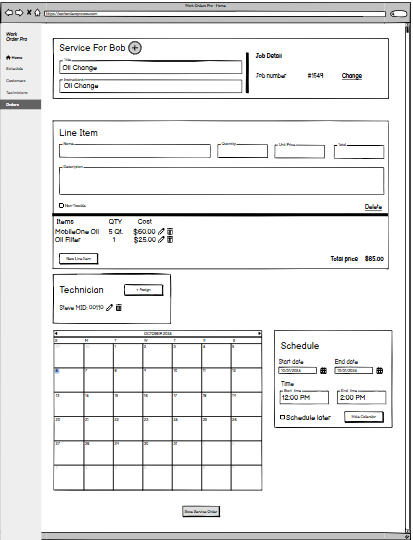 Work Orders Pro - Home
Work
Order Pro
Home
Schedule
Customers
Technicians
Orders
Service For Bob
Title
Oil Change
Instructions
Oil Change
Job Detail
Job number #1549 Change
Line Item
Name
Quantity
Unit Price
Total
Description
Non-Taxable
Delete
Items QTY Cost
MobileOne Oil 5 Qt. $60.00
Oil Filter 1 $25.00
New Line Item
Total price $85.00
Technician
+ Assign
Steve MID: 00110
OCTOBER 2024
S M T W T F S
1 2 3 4 5
6 7 8 9 10 11 12
13 14 15 16 17 18 19
20 21 22 23 24 25 26
27 28 29 30 31
Schedule
Start date End date
10/01/2024 10/01/2024
Time
Start time
12:00 PM
End time
2:00 PM
Schedule later
Hide Calendar
Save Service Order